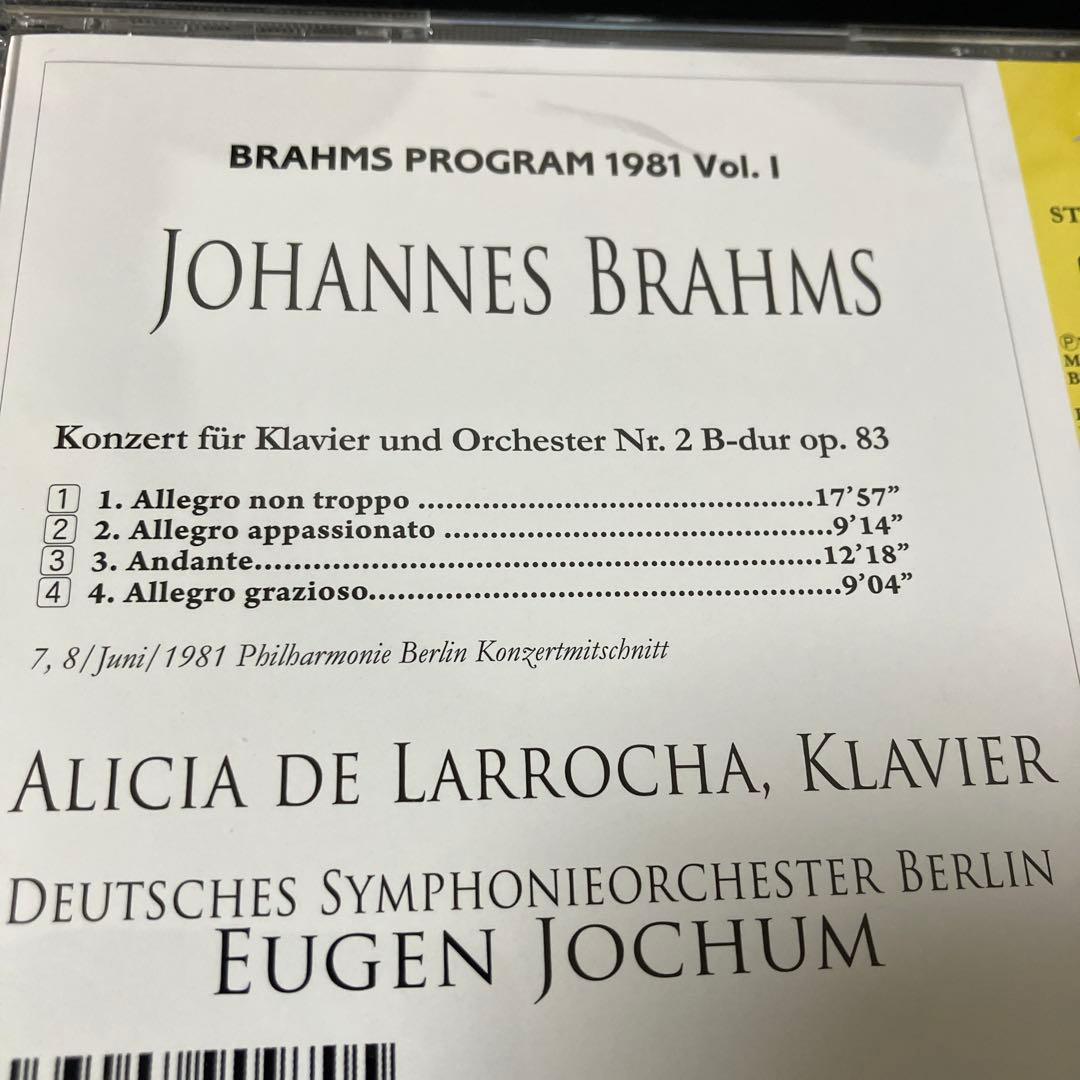 BRAHMS PROGRAM 1981 Vol. I
JOHANNES BRAHMS
Konzert für Klavier und Orchester Nr. 2 B-dur op. 83
1 1. Allegro non troppo ........................................17'57"
2 2. Allegro appassionato ........................................9'14"
3 3. Andante.........................................................12'18"
4 4. Allegro grazioso................................................9'04"
7, 8/Juni/1981 Philharmonie Berlin Konzertmitschnitt
ALICIA DE LARROCHA, KLAVIER
DEUTSCHES SYMPHONIEORCHESTER BERLIN
EUGEN JOCHUM